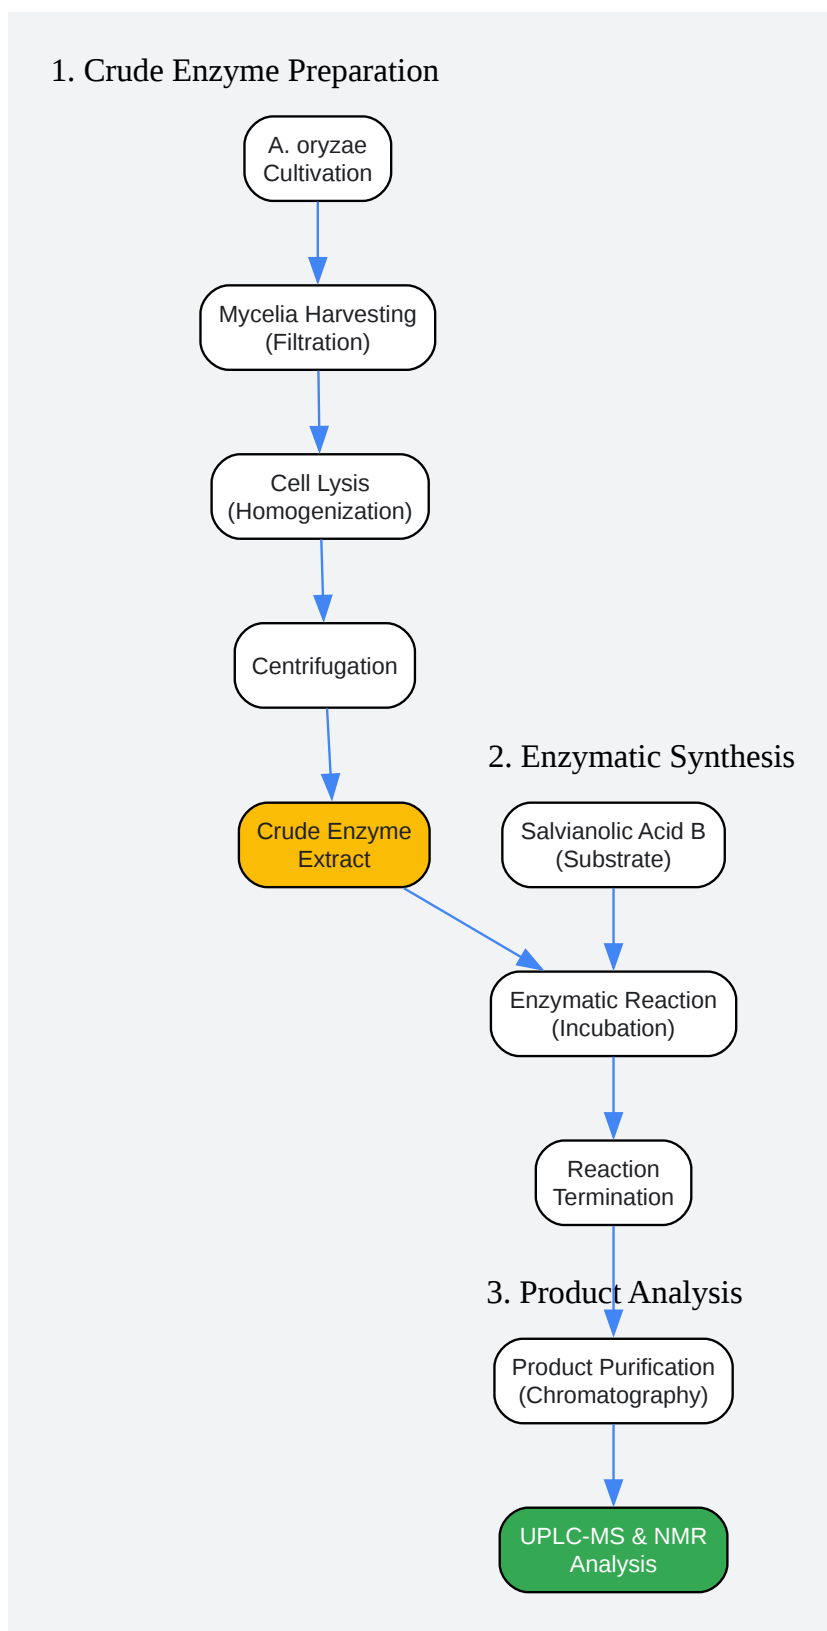 1. Crude Enzyme Preparation
A. oryzae
Cultivation
Mycelia Harvesting
(Filtration)
Cell Lysis
(Homogenization)
Centrifugation
Crude Enzyme
Extract
2. Enzymatic Synthesis
Salvianolic Acid B
(Substrate)
Enzymatic Reaction
(Incubation)
Reaction
Termination
3. Product Analysis
Product Purification
(Chromatography)
UPLC-MS & NMR
Analysis